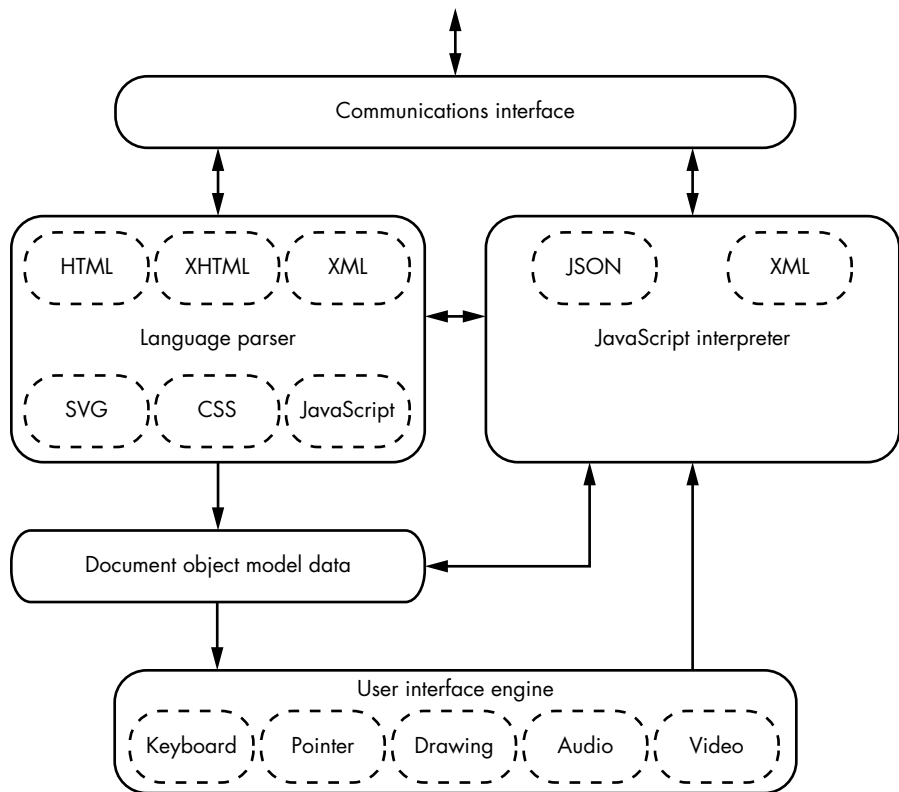 Communications interface
HTML XHTML XML
Language parser
SVG CSS JavaScript
JSON XML
JavaScript interpreter
Document object model data
User interface engine
Keyboard Pointer Drawing Audio Video